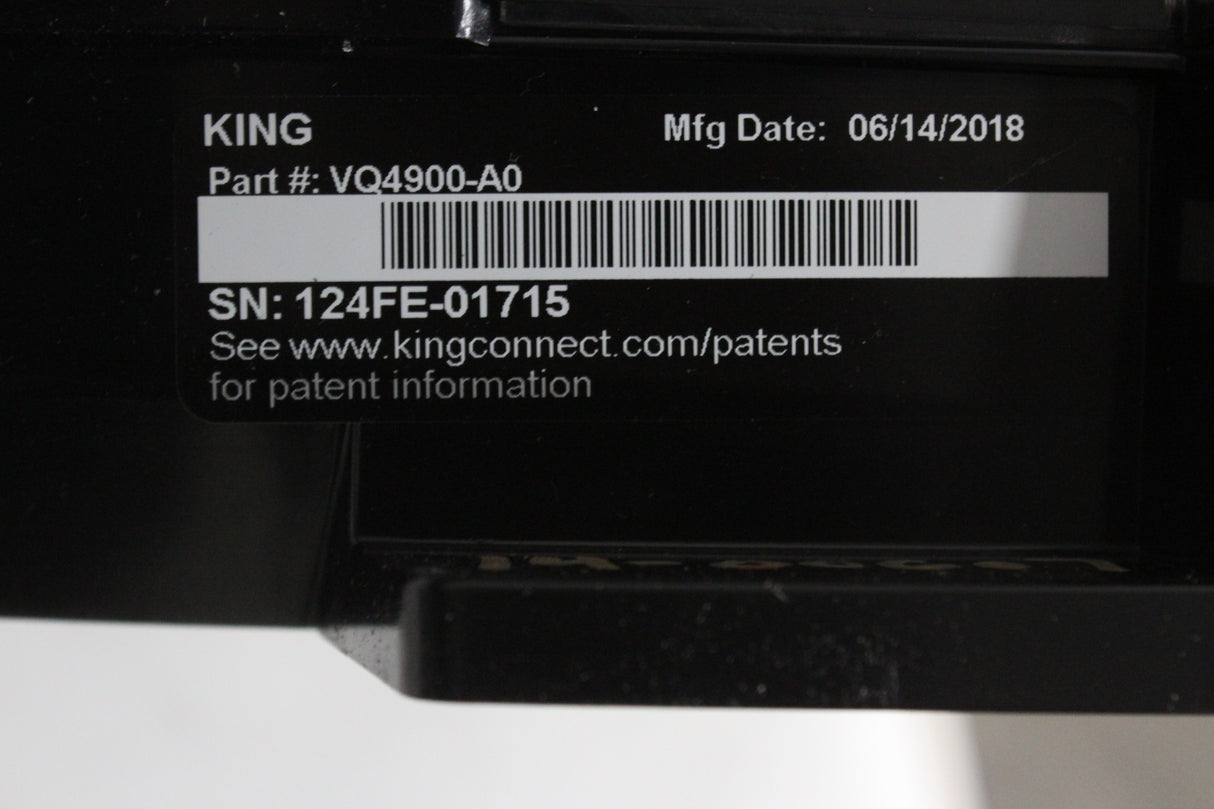 KING Mfg Date: 06/14/2018
Part #: VQ4900-A0
SN: 124FE-01715
See www.kingconnect.com/patents
for patent information